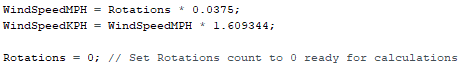 WindSpeedMPH = Rotations * 0.0375;
WindSpeedKPH = WindSpeedMPH * 1.609344;
Rotations = 0; // Set Rotations count to 0 ready for calculations